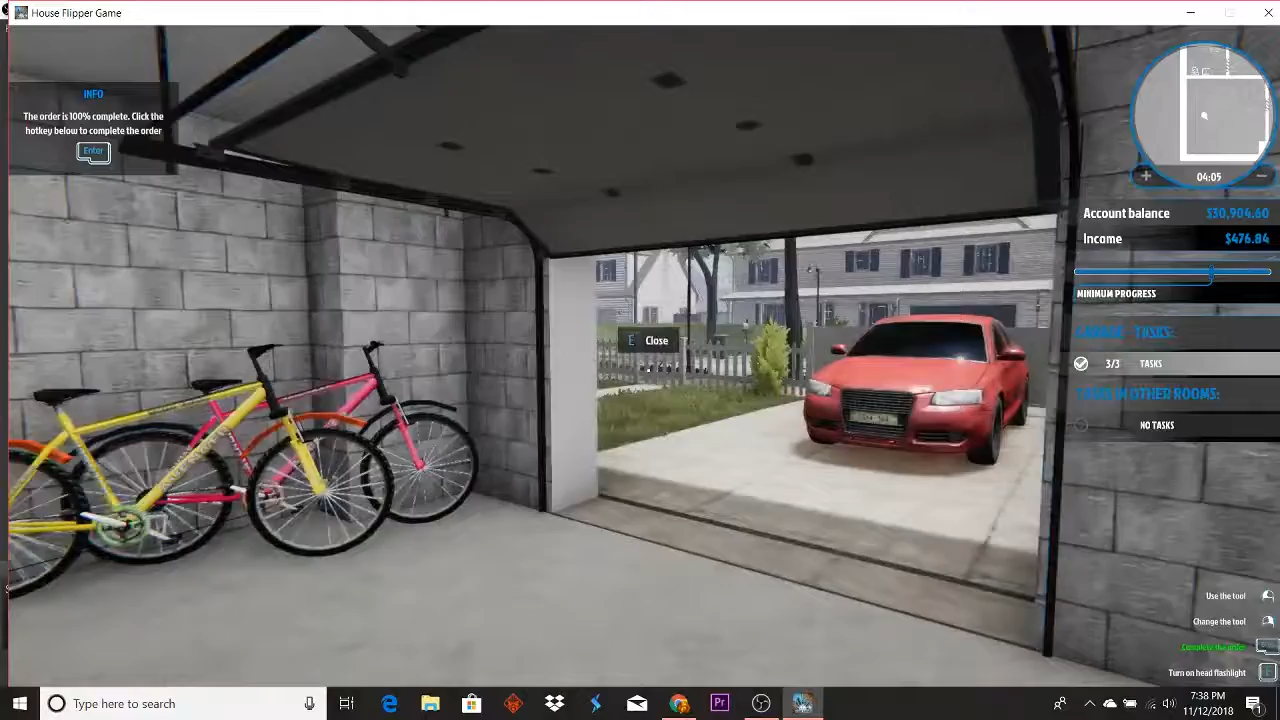 House Flipper Game
INFO
The order is 100% complete. Click the
hotkey below to complete the order
Enter
04:05
Account balance $30,904.60
Income $476.84
MINIMUM PROGRESS
GARAGE - TASKS:
3/3 TASKS
TASKS IN OTHER ROOMS:
NO TASKS
E Close
Use the tool
Change the tool
Complete the order
Turn on head flashlight
Type here to search
Pr
7:38 PM
11/12/2018